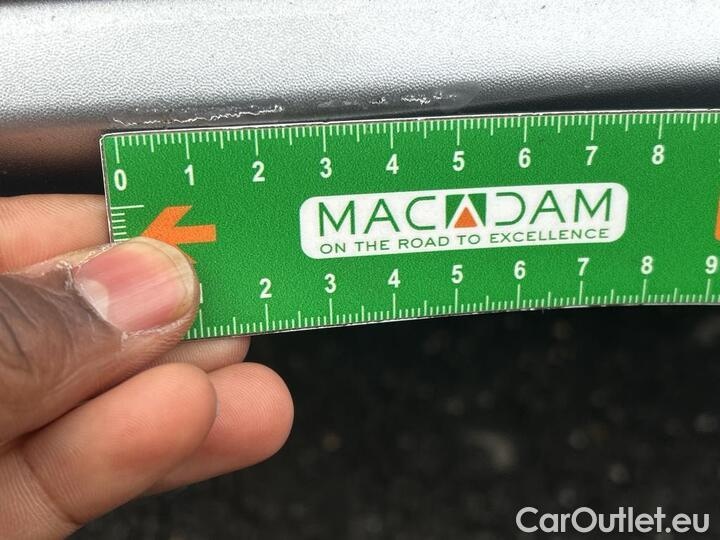 0 1 2 3 4 5 6 7 8
MACADAM
ON THE ROAD TO EXCELLENCE
2 3 4 5 6 7 8 9
CarOutlet.eu